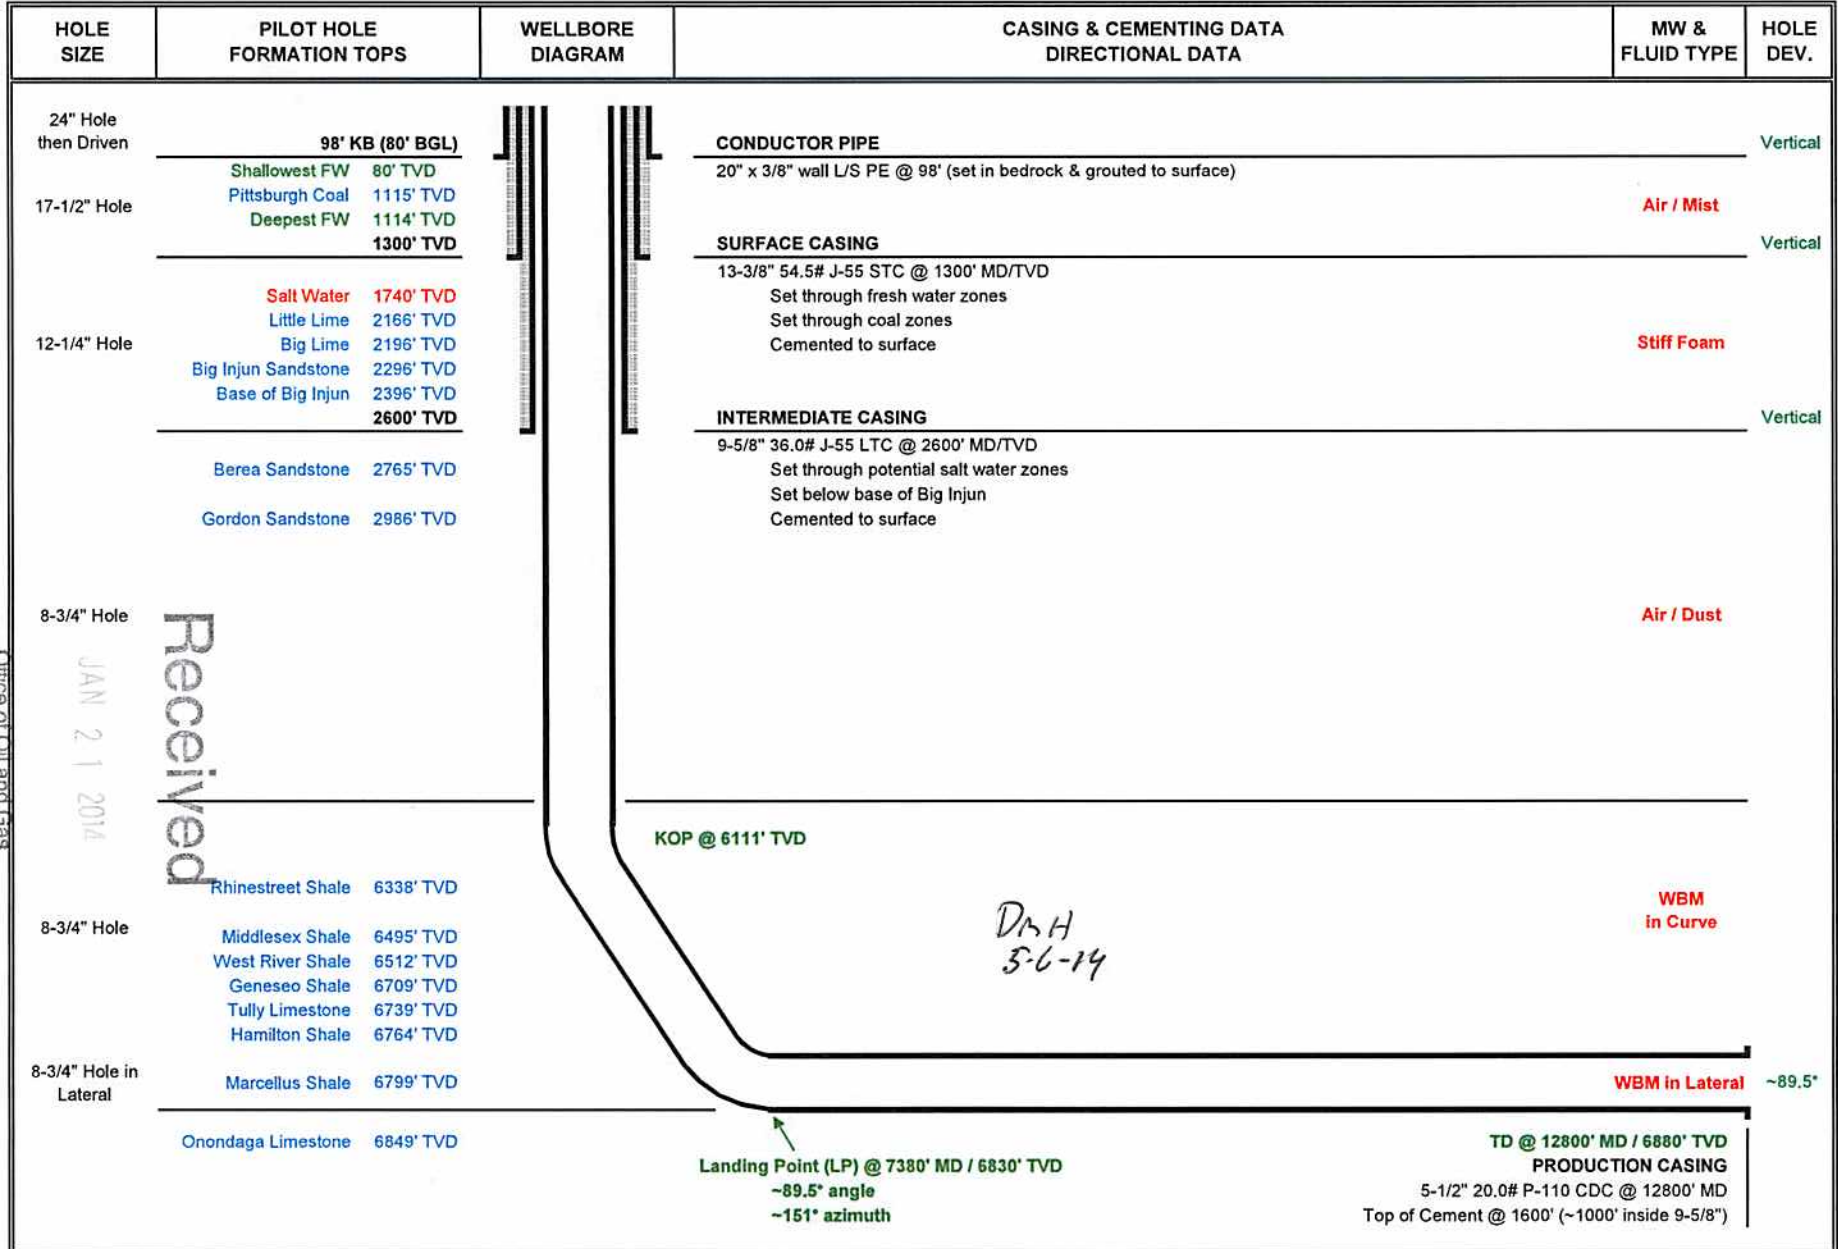 HOLE SIZE
PILOT HOLE FORMATION TOPS
WELLBORE DIAGRAM
CASING & CEMENTING DATA DIRECTIONAL DATA
MW & FLUID TYPE
HOLE DEV.
24" Hole
then Driven
98' KB (80' BGL)
CONDUCTOR PIPE
Vertical
Shallowest FW 80' TVD
20" x 3/8" wall L/S PE @ 98' (set in bedrock & grouted to surface)
Pittsburgh Coal 1115' TVD
17-1/2" Hole
Air / Mist
Deepest FW 1114' TVD
1300' TVD
SURFACE CASING
Vertical
13-3/8" 54.5# J-55 STC @ 1300' MD/TVD
Salt Water 1740' TVD
Set through fresh water zones
Little Lime 2166' TVD
Set through coal zones
12-1/4" Hole
Big Lime 2196' TVD
Cemented to surface
Stiff Foam
Big Injun Sandstone 2296' TVD
Base of Big Injun 2396' TVD
2600' TVD
INTERMEDIATE CASING
Vertical
9-5/8" 36.0# J-55 LTC @ 2600' MD/TVD
Berea Sandstone 2765' TVD
Set through potential salt water zones
Set below base of Big Injun
Gordon Sandstone 2986' TVD
Cemented to surface
8-3/4" Hole
Air / Dust
Received
JAN 21 2014
Office of Oil and Gas
KOP @ 6111' TVD
Rhinestreet Shale 6338' TVD
WBM
in Curve
8-3/4" Hole
DMH
5-6-14
Middlesex Shale 6495' TVD
West River Shale 6512' TVD
Geneseo Shale 6709' TVD
Tully Limestone 6739' TVD
Hamilton Shale 6764' TVD
8-3/4" Hole in
Lateral
Marcellus Shale 6799' TVD
WBM in Lateral
~89.5°
Onondaga Limestone 6849' TVD
Landing Point (LP) @ 7380' MD / 6830' TVD
~89.5° angle
~151° azimuth
TD @ 12800' MD / 6880' TVD
PRODUCTION CASING
5-1/2" 20.0# P-110 CDC @ 12800' MD
Top of Cement @ 1600' (~1000' inside 9-5/8")